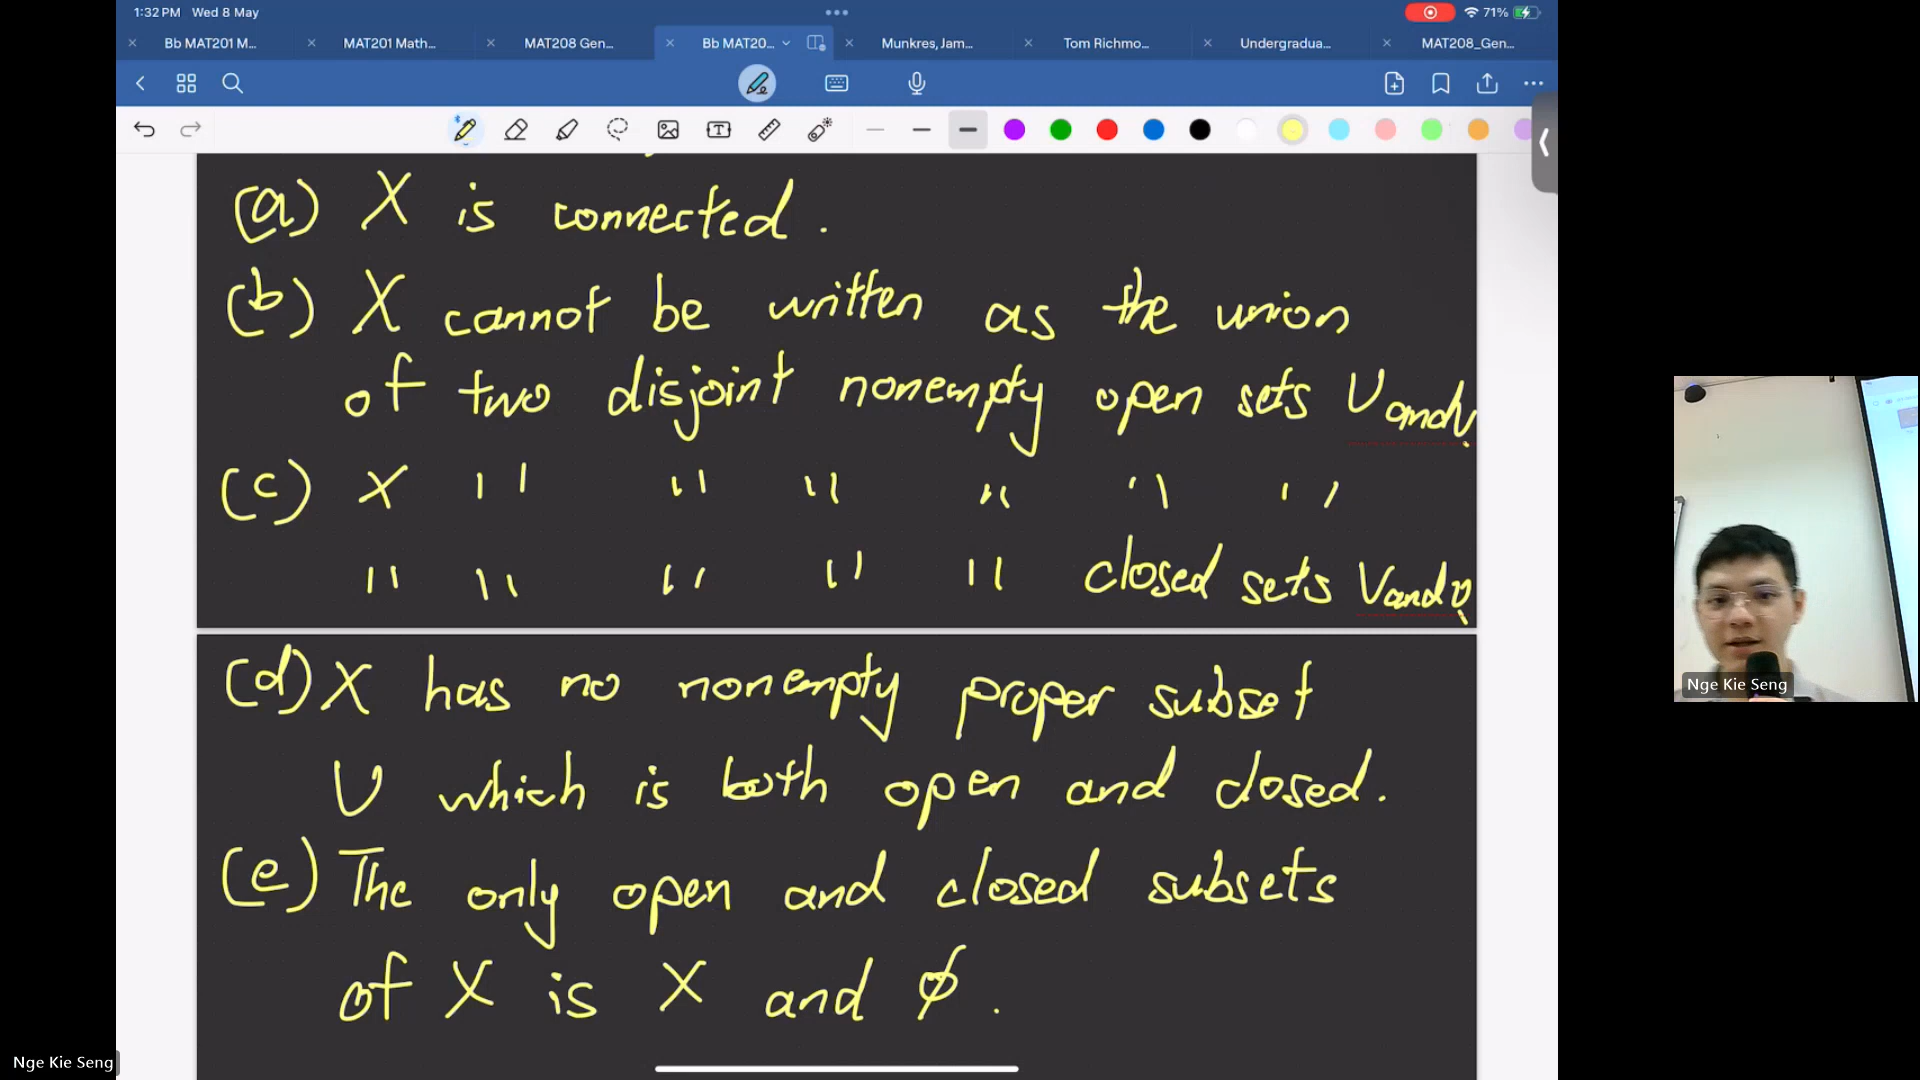 1:32 PM Wed 8 May
71%
Bb MAT201 M...
MAT201 Math...
MAT208 Gen...
Bb MAT20...
Munkres, Jam...
Tom Richmo...
Undergradua...
MAT208_Gen...
(a) X is connected.
(b) X cannot be written as the union
of two disjoint nonempty open sets U and V.
(c) X " " " " " "
" " " " " closed sets V and U.
(d) X has no nonempty proper subset
U which is both open and closed.
(e) The only open and closed subsets
of X is X and ∅.
Nge Kie Seng
Nge Kie Seng